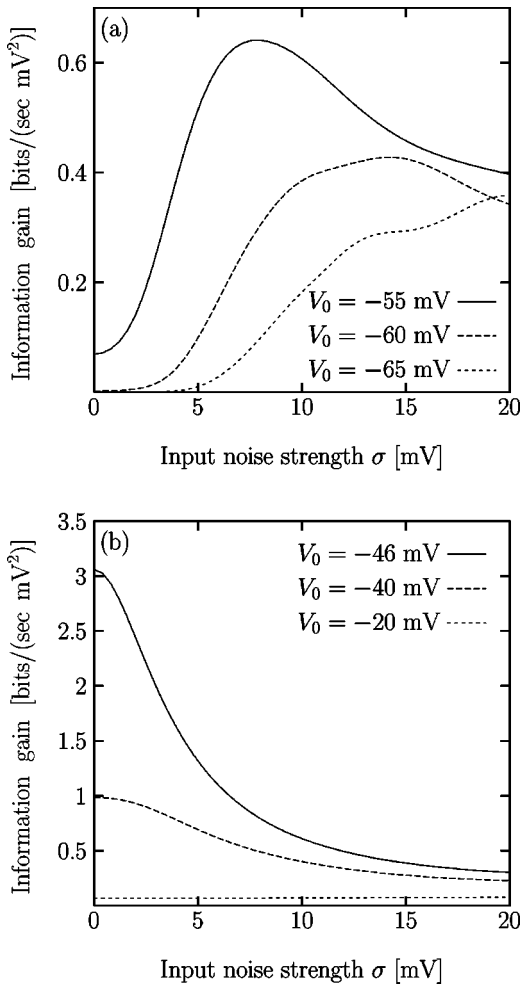 (a)
0.6
0.4
0.2
Information gain [bits/(sec mV²)]
V₀ = −55 mV
V₀ = −60 mV
V₀ = −65 mV
0 5 10 15 20
Input noise strength σ [mV]
(b)
3.5
3
2.5
2
1.5
1
0.5
Information gain [bits/(sec mV²)]
V₀ = −46 mV
V₀ = −40 mV
V₀ = −20 mV
0 5 10 15 20
Input noise strength σ [mV]